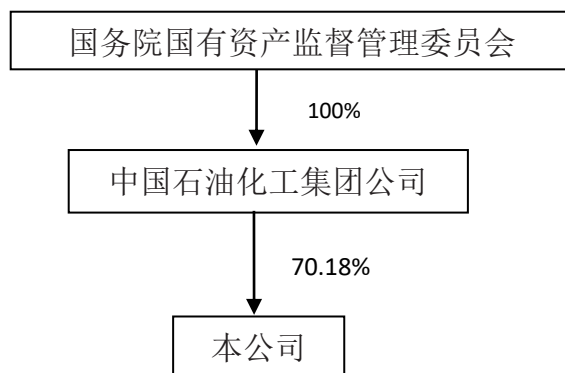 国务院国有资产监督管理委员会
100%
中国石油化工集团公司
70.18%
本公司